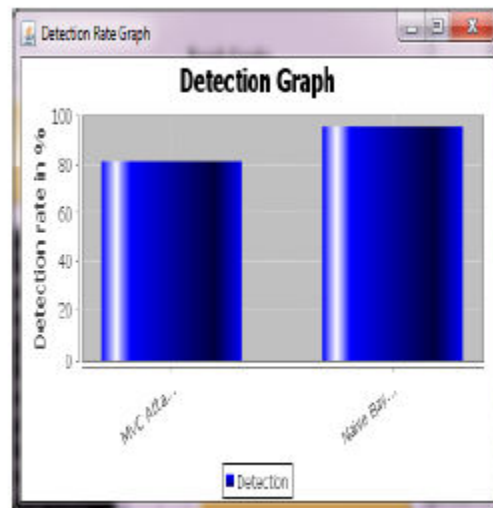 Detection Rate Graph
Detection Graph
Detection rate in %
100
80
60
40
20
0
MVC Atta...
Naive Bay...
Detection